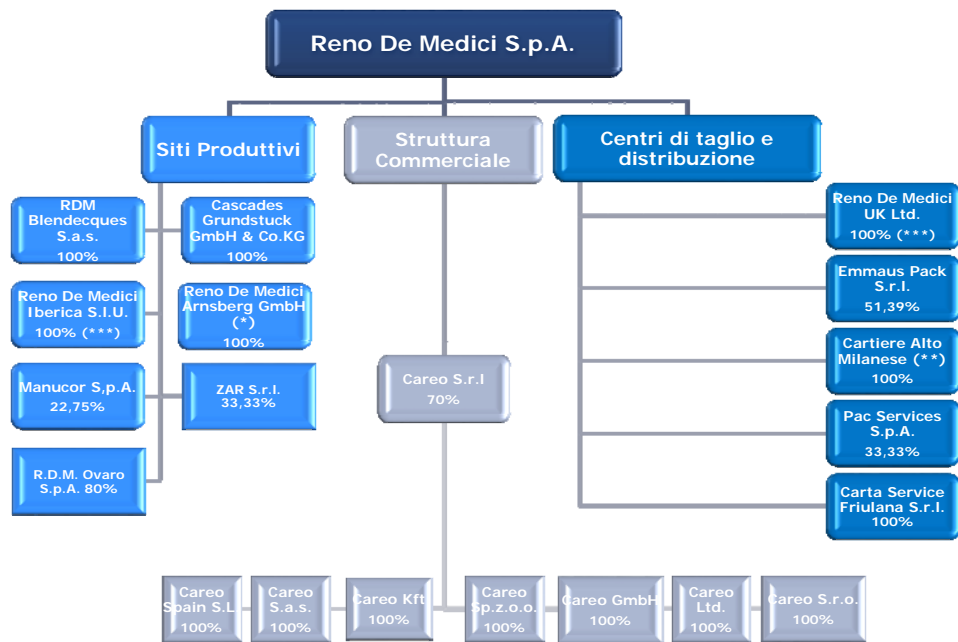 Reno De Medici S.p.A.
Siti Produttivi
Struttura
Commerciale
Centri di taglio e
distribuzione
RDM
Blendecques
S.a.s.
100%
Cascades
Grundstuck
GmbH & Co.KG
100%
Reno De Medici
Iberica S.l.U.
100% (***)
Reno De Medici
Arnsberg GmbH
(*)
100%
Manucor S,p.A.
22,75%
ZAR S.r.l.
33,33%
R.D.M. Ovaro
S.p.A. 80%
Careo S.r.l
70%
Reno De Medici
UK Ltd.
100% (***)
Emmaus Pack
S.r.l.
51,39%
Cartiere Alto
Milanese (**)
100%
Pac Services
S.p.A.
33,33%
Carta Service
Friulana S.r.l.
100%
Careo
Spain S.L
100%
Careo
S.a.s.
100%
Careo Kft
100%
Careo
Sp.z.o.o.
100%
Careo GmbH
100%
Careo
Ltd.
100%
Careo S.r.o.
100%